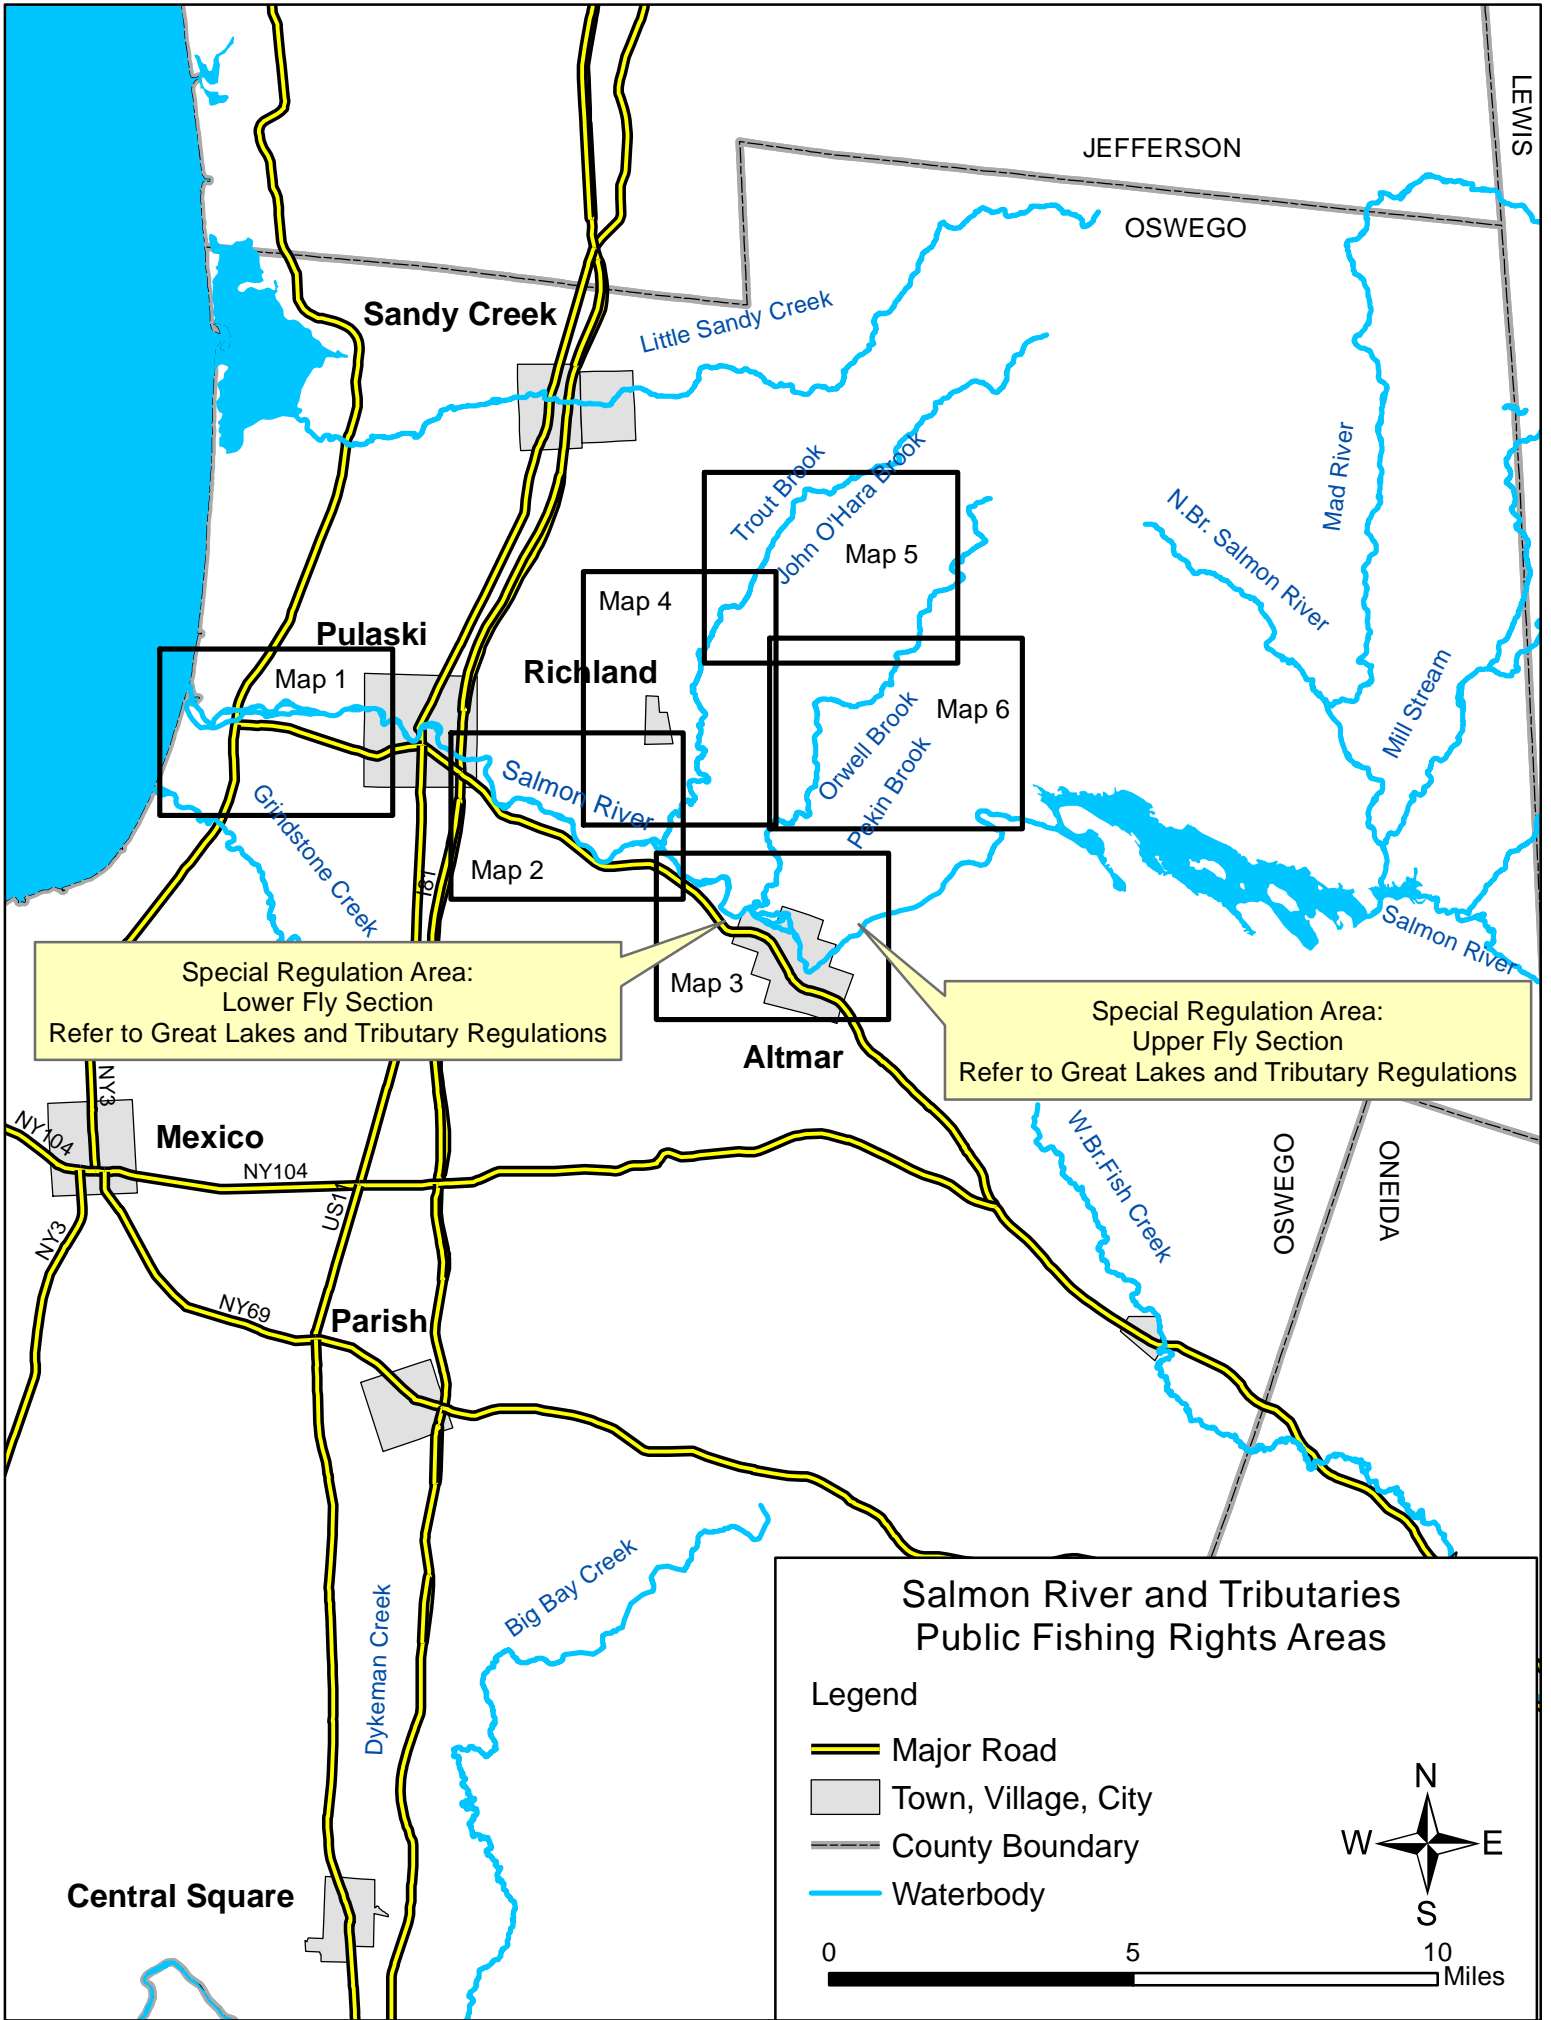 LEWIS
JEFFERSON
OSWEGO
Sandy Creek
Little Sandy Creek
Mad River
Trout Brook
John O'Hara Brook
N.Br. Salmon River
Map 5
Map 4
Pulaski
Richland
Map 1
Map 6
Orwell Brook
Mill Stream
Pekin Brook
Salmon River
Grindstone Creek
Map 2
I81
Salmon River
Map 3
Special Regulation Area:
Lower Fly Section
Refer to Great Lakes and Tributary Regulations
Special Regulation Area:
Upper Fly Section
Refer to Great Lakes and Tributary Regulations
Altmar
NY3
NY104
Mexico
NY104
US11
NY3
W.Br.Fish Creek
OSWEGO
ONEIDA
NY69
Parish
Big Bay Creek
Dykeman Creek
Central Square
Salmon River and Tributaries
Public Fishing Rights Areas
Legend
Major Road
Town, Village, City
County Boundary
Waterbody
N
W E
S
0 5 10
Miles